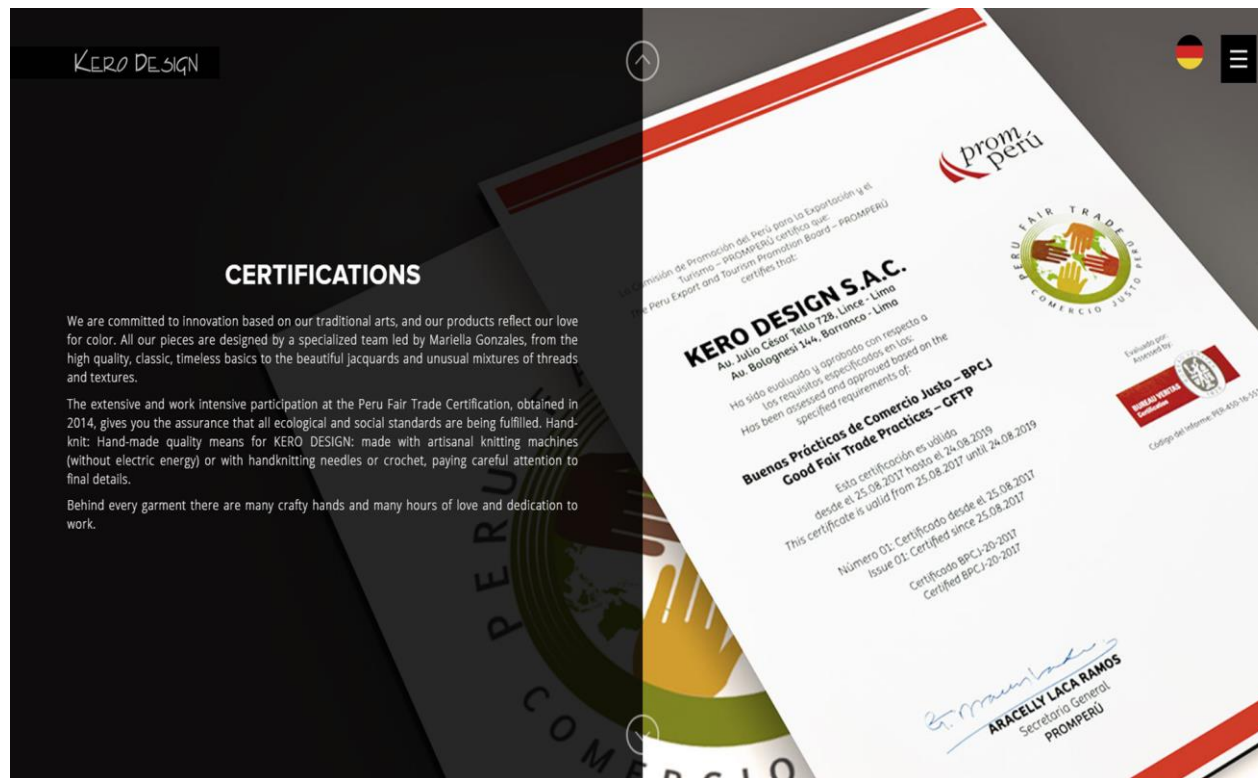 KERO DESIGN
CERTIFICATIONS
We are committed to innovation based on our traditional arts, and our products reflect our love
for color. All our pieces are designed by a specialized team led by Mariella Gonzales, from the
high quality, classic, timeless basics to the beautiful jacquards and unusual mixtures of threads
and textures.
The extensive and work intensive participation at the Peru Fair Trade Certification, obtained in
2014, gives you the assurance that all ecological and social standards are being fulfilled. Hand-
knit: Hand-made quality means for KERO DESIGN: made with artisanal knitting machines
(without electric energy) or with handknitting needles or crochet, paying careful attention to
final details.
Behind every garment there are many crafty hands and many hours of love and dedication to
work.
prom
perú
PERU FAIR TRADE
PERU COMERCIO JUSTO
La Comisión de Promoción del Perú para la Exportación y el
Turismo – PROMPERÚ certifica que:
The Peru Export and Tourism Promotion Board – PROMPERÚ
certifies that:
KERO DESIGN S.A.C.
Au. Julio César Tello 728, Lince - Lima
Au. Bolognesi 144, Barranco - Lima
Ha sido evaluado y aprobado con respecto a
los requisitos especificados en las:
Has been assessed and approved based on the
specified requirements of:
Buenas Prácticas de Comercio Justo – BPCJ
Good Fair Trade Practices – GFTP
Esta certificación es válida
desde el 25.08.2017 hasta el 24.08.2019
This certificate is valid from 25.08.2017 until 24.08.2019
Número 01: Certificado desde el 25.08.2017
Issue 01: Certified since 25.08.2017
Certificado BPCJ-20-2017
Certified BPCJ-20-2017
Evaluado por:
Assessed by:
BUREAU VERITAS
Certification
Código del Informe: PER-450-16-
ARACELLY LACA RAMOS
Secretaria General
PROMPERÚ
PERU
COMERCIO